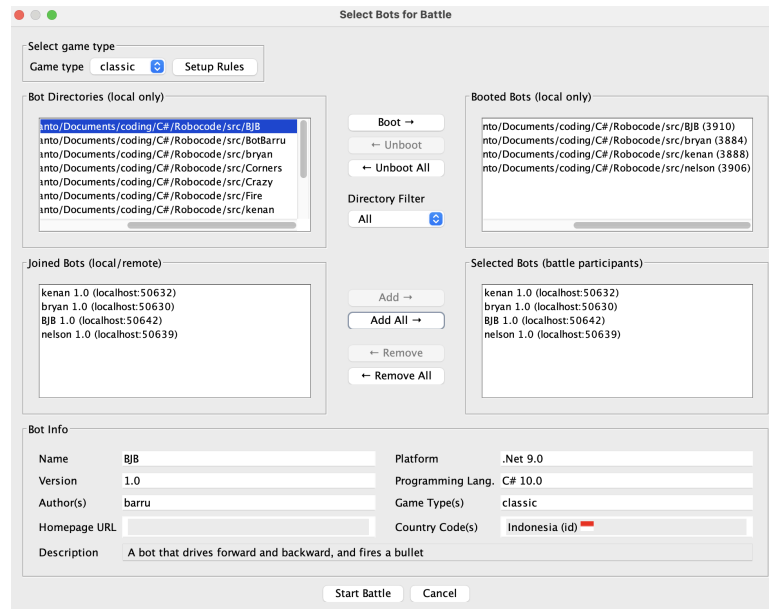 Select Bots for Battle
Select game type
Game type classic Setup Rules
Bot Directories (local only)
anto/Documents/coding/C#/Robocode/src/BJB
anto/Documents/coding/C#/Robocode/src/BotBarru
anto/Documents/coding/C#/Robocode/src/bryan
anto/Documents/coding/C#/Robocode/src/Corners
anto/Documents/coding/C#/Robocode/src/Crazy
anto/Documents/coding/C#/Robocode/src/Fire
anto/Documents/coding/C#/Robocode/src/kenan
Boot →
← Unboot
← Unboot All
Directory Filter
All
Booted Bots (local only)
nto/Documents/coding/C#/Robocode/src/BJB (3910)
nto/Documents/coding/C#/Robocode/src/bryan (3884)
nto/Documents/coding/C#/Robocode/src/kenan (3888)
nto/Documents/coding/C#/Robocode/src/nelson (3906)
Joined Bots (local/remote)
kenan 1.0 (localhost:50632)
bryan 1.0 (localhost:50630)
BJB 1.0 (localhost:50642)
nelson 1.0 (localhost:50639)
Add →
Add All →
← Remove
← Remove All
Selected Bots (battle participants)
kenan 1.0 (localhost:50632)
bryan 1.0 (localhost:50630)
BJB 1.0 (localhost:50642)
nelson 1.0 (localhost:50639)
Bot Info
Name BJB Platform .Net 9.0
Version 1.0 Programming Lang. C# 10.0
Author(s) barru Game Type(s) classic
Homepage URL Country Code(s) Indonesia (id)
Description A bot that drives forward and backward, and fires a bullet
Start Battle Cancel